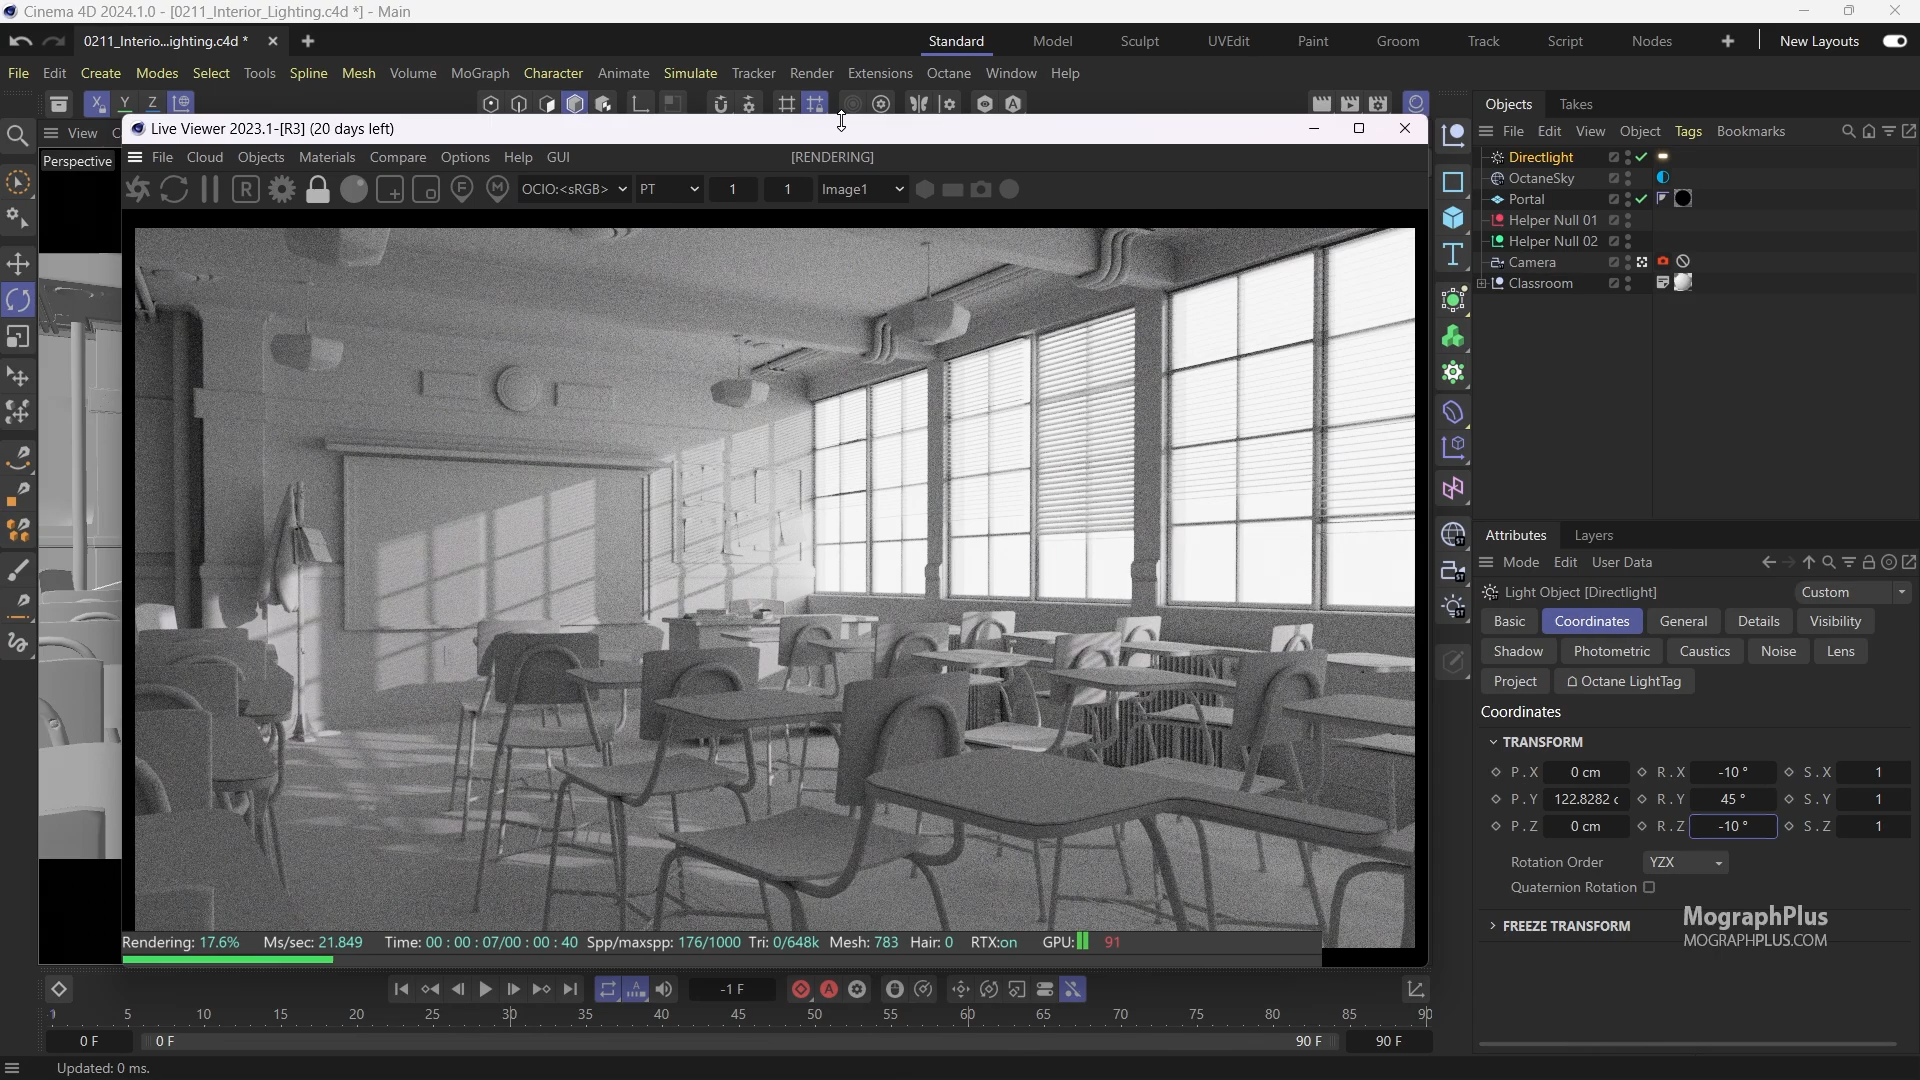 Cinema 4D 2024.1.0 - [0211_Interior_Lighting.c4d *] - Main
0211_Interio...ighting.c4d *
Standard Model Sculpt UVEdit Paint Groom Track Script Nodes New Layouts
File Edit Create Modes Select Tools Spline Mesh Volume MoGraph Character Animate Simulate Tracker Render Extensions Octane Window Help
X Y Z
Objects Takes
View
Live Viewer 2023.1-[R3] (20 days left)
File Edit View Object Tags Bookmarks
Perspective
File Cloud Objects Materials Compare Options Help GUI [RENDERING]
OCIO:<sRGB> PT 1 1 Image1
Directlight
OctaneSky
Portal
Helper Null 01
Helper Null 02
Camera
Classroom
Attributes Layers
Mode Edit User Data
Light Object [Directlight] Custom
Basic Coordinates General Details Visibility
Shadow Photometric Caustics Noise Lens
Project Octane LightTag
Coordinates
TRANSFORM
P . X 0 cm R . X -10 ° S . X 1
P . Y 122.8282 c R . Y 45 ° S . Y 1
P . Z 0 cm R . Z -10 ° S . Z 1
Rotation Order YZX
Quaternion Rotation
FREEZE TRANSFORM
MographPlus
MOGRAPHPLUS.COM
Rendering: 17.6% Ms/sec: 21.849 Time: 00 : 00 : 07/00 : 00 : 40 Spp/maxspp: 176/1000 Tri: 0/648k Mesh: 783 Hair: 0 RTX:on GPU: 91
-1 F
5 10 15 20 25 30 35 40 45 50 55 60 65 70 75 80 85 90
0 F 0 F 90 F 90 F
Updated: 0 ms.